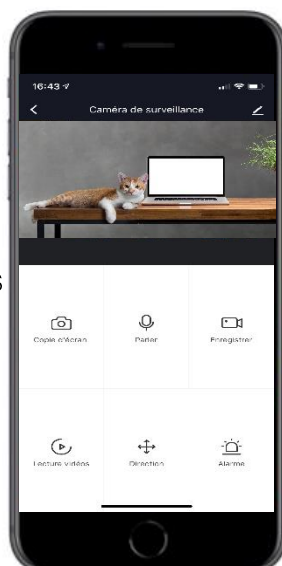 16:43
Caméra de surveillance
s
Copie d'écran
Parler
Enregistrer
Lecture vidéos
Direction
Alarme